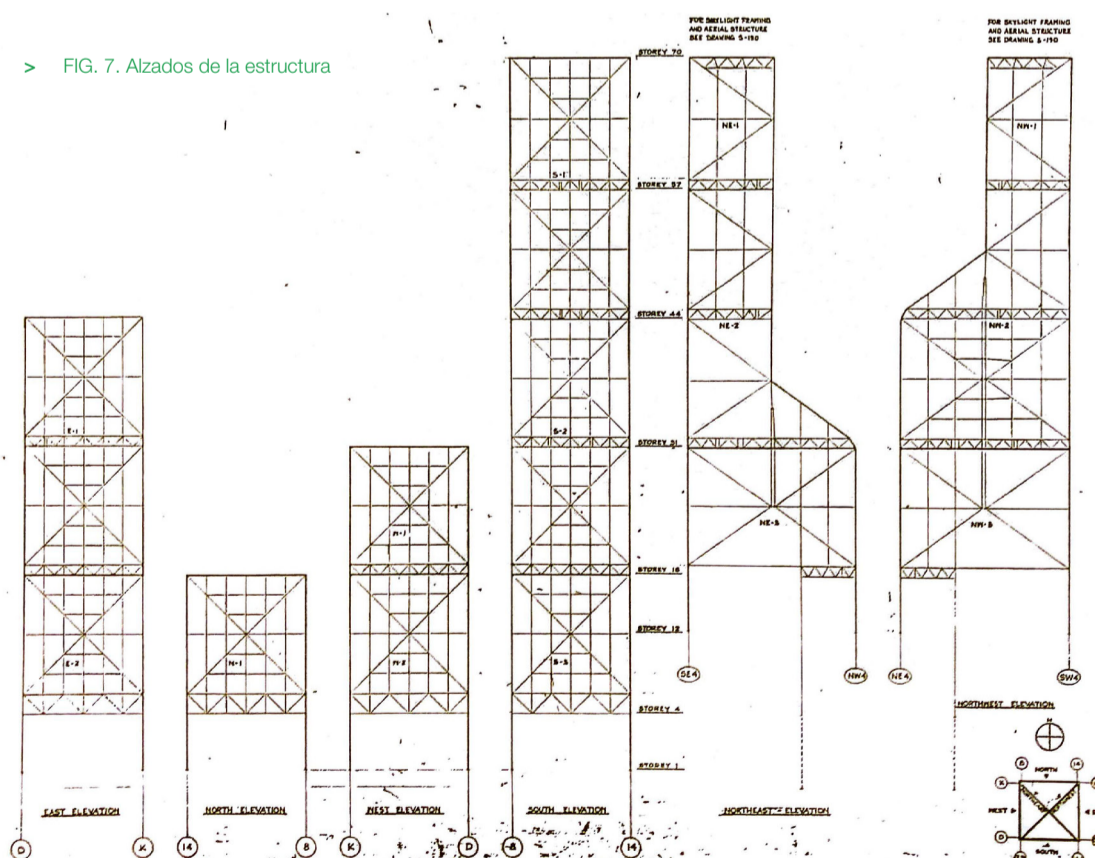 > FIG. 7. Alzados de la estructura
FOR SKYLIGHT FRAMING
AND AERIAL STRUCTURE
SEE DRAWING S-190
FOR SKYLIGHT FRAMING
AND AERIAL STRUCTURE
SEE DRAWING S-190
STOREY 70
NE-1
NW-1
S-1
STOREY 57
STOREY 44
NE-2
NW-2
E-1
S-2
STOREY 31
W-1
NE-3
NW-3
STOREY 18
STOREY 12
E-2
N-1
W-2
S-3
SE4
NW4
NE4
SW4
STOREY 4
NORTHWEST ELEVATION
STOREY 1
EAST ELEVATION
NORTH ELEVATION
WEST ELEVATION
SOUTH ELEVATION
NORTHEAST ELEVATION
D
K
14
8
K
D
8
14
N
8
14
K
K
NORTH
WEST
D
SOUTH